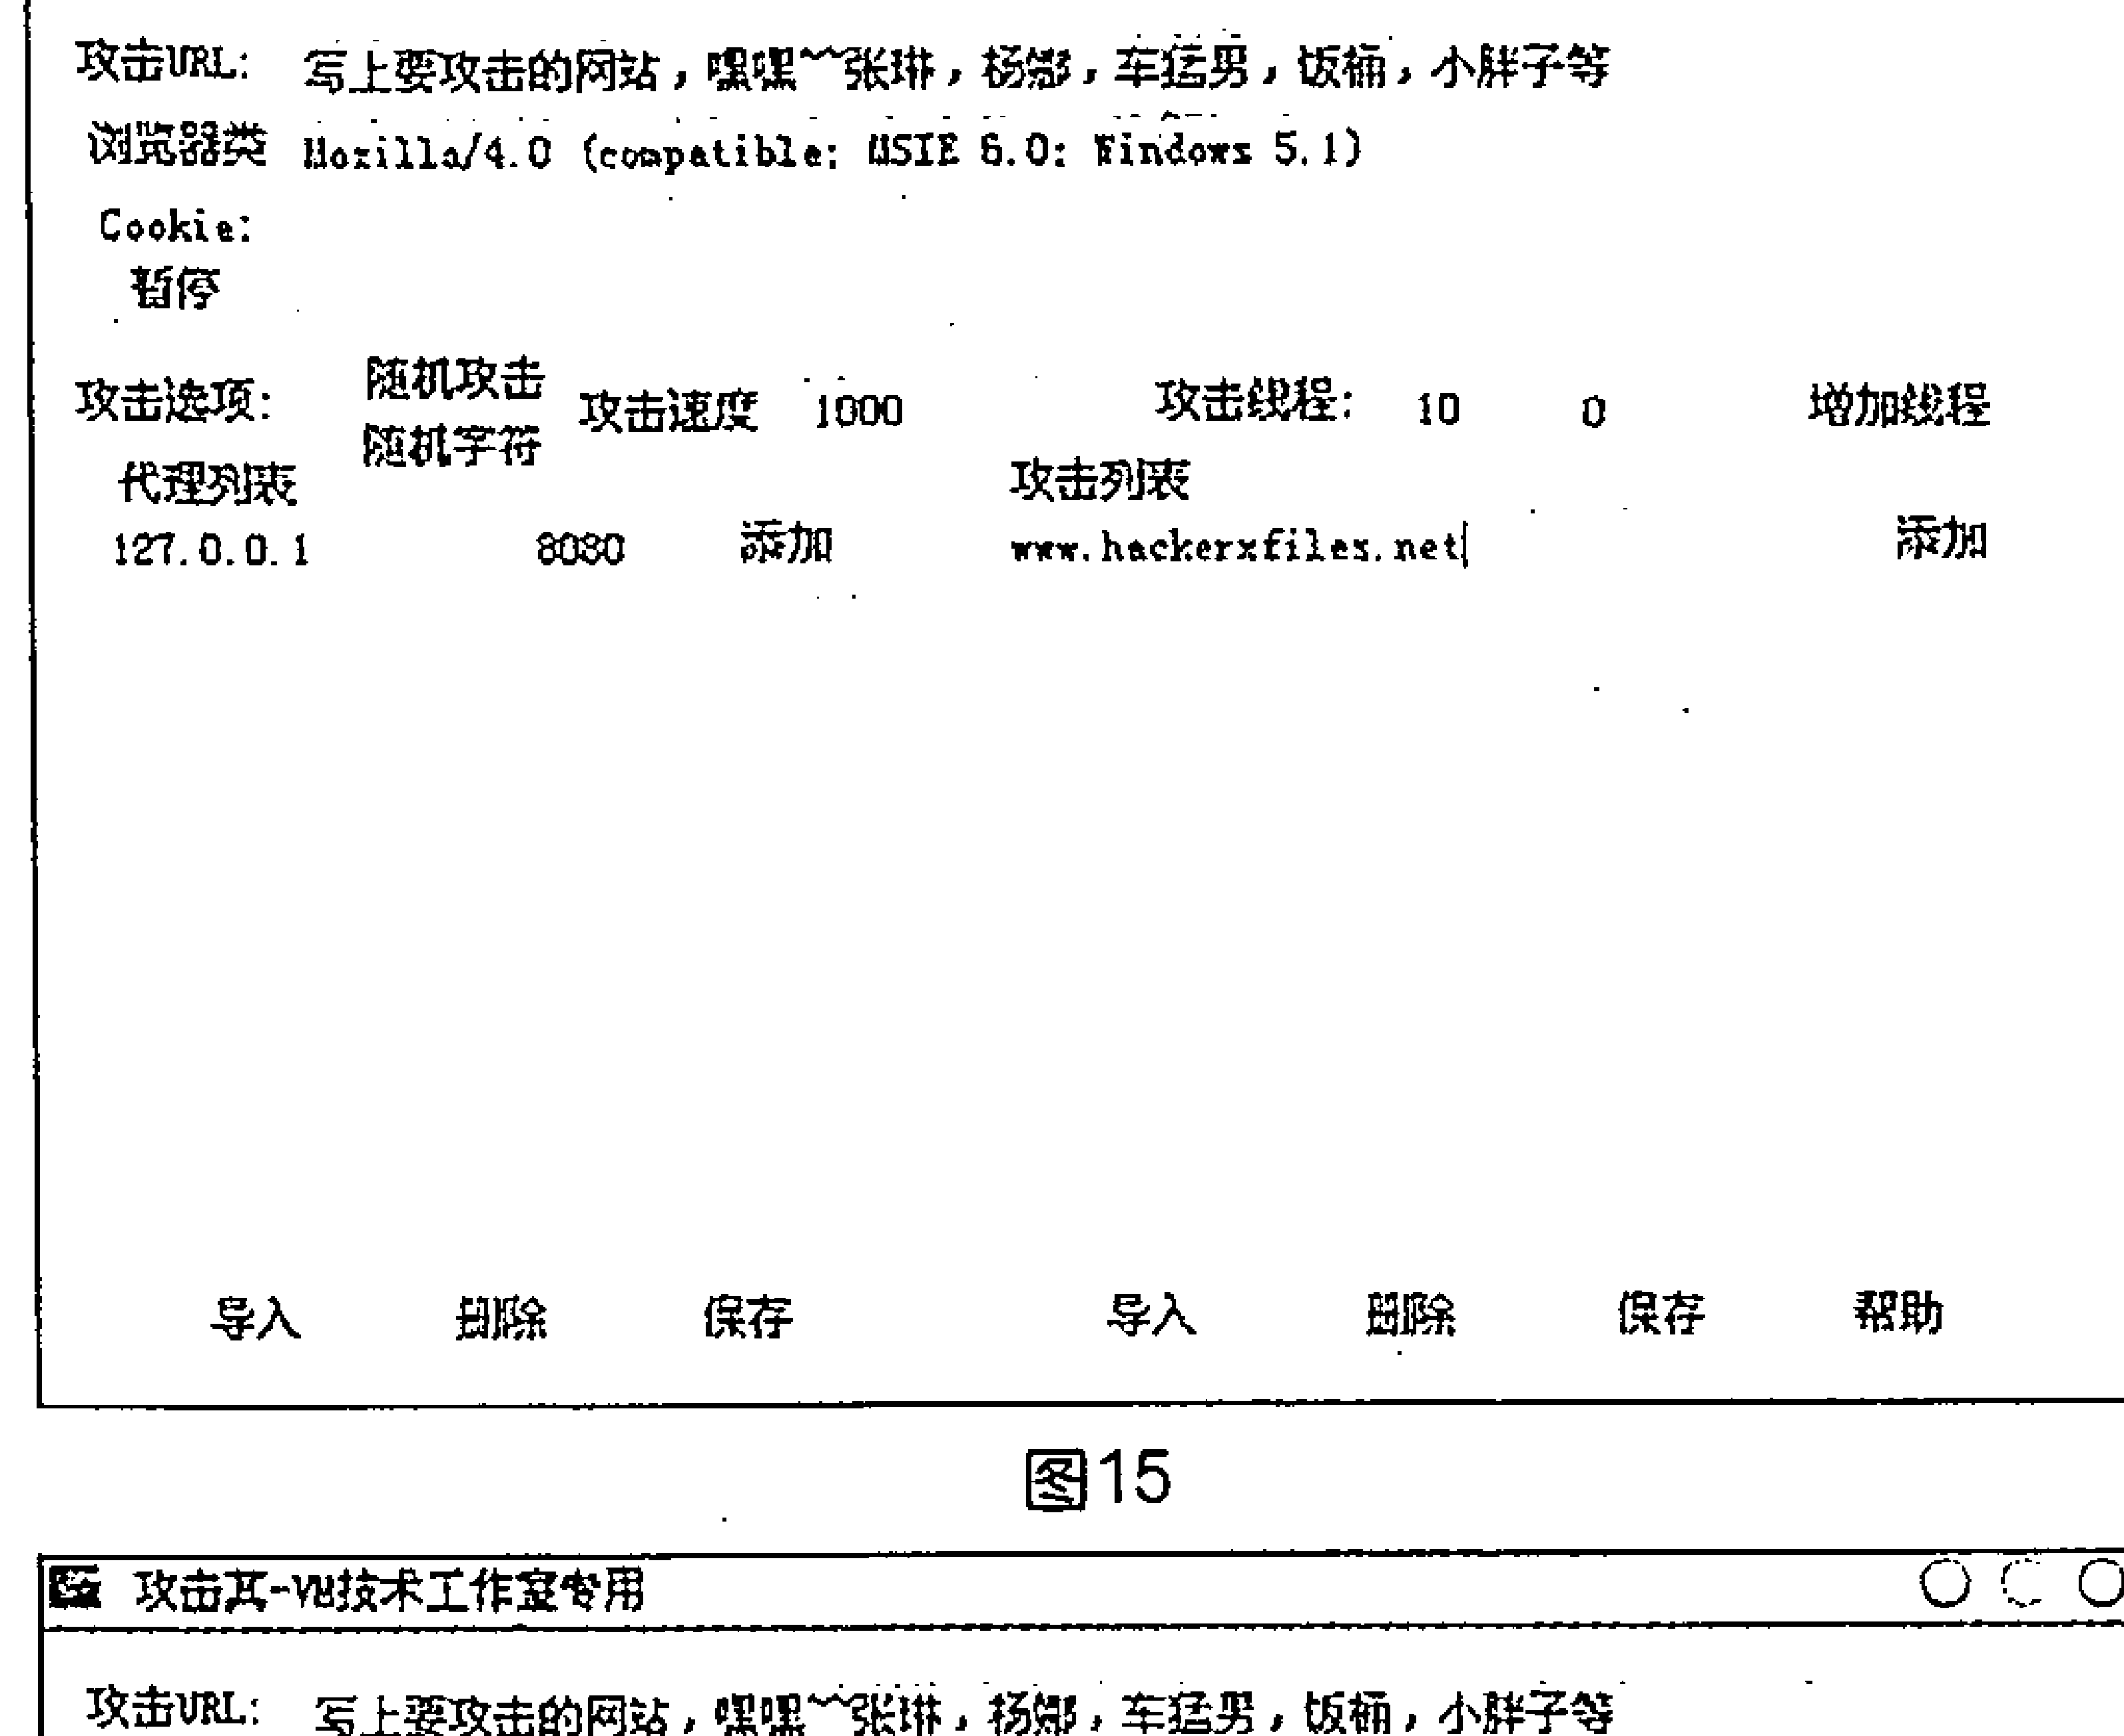 攻击URL: 写上要攻击的网站，嘿嘿~~张琳，杨娜，车猛男，饭桶，小胖子等
浏览器类 Mozilla/4.0 (compatible; MSIE 6.0; Windows 5.1)
Cookie:
暂停
攻击选项: 随机攻击 攻击速度 1000 攻击线程: 10 0 增加线程
随机字符
代理列表 攻击列表
127.0.0.1 8080 添加 www.hackerxfiles.net 添加
导入 删除 保存 导入 删除 保存 帮助
图15
攻击其-VM技术工作室专用
攻击URL: 写上要攻击的网站，嘿嘿~~张琳，杨娜，车猛男，饭桶，小胖子等